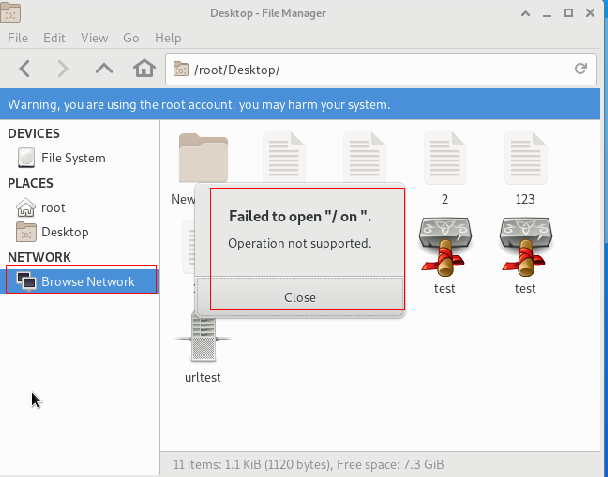 Desktop - File Manager
File Edit View Go Help
/root/Desktop/
Warning, you are using the root account, you may harm your system.
DEVICES
File System
PLACES
root
Desktop
NETWORK
Browse Network
New
2
123
Failed to open "/ on ".
Operation not supported.
Close
test
test
urltest
11 items: 1.1 KiB (1120 bytes), Free space: 7.3 GiB